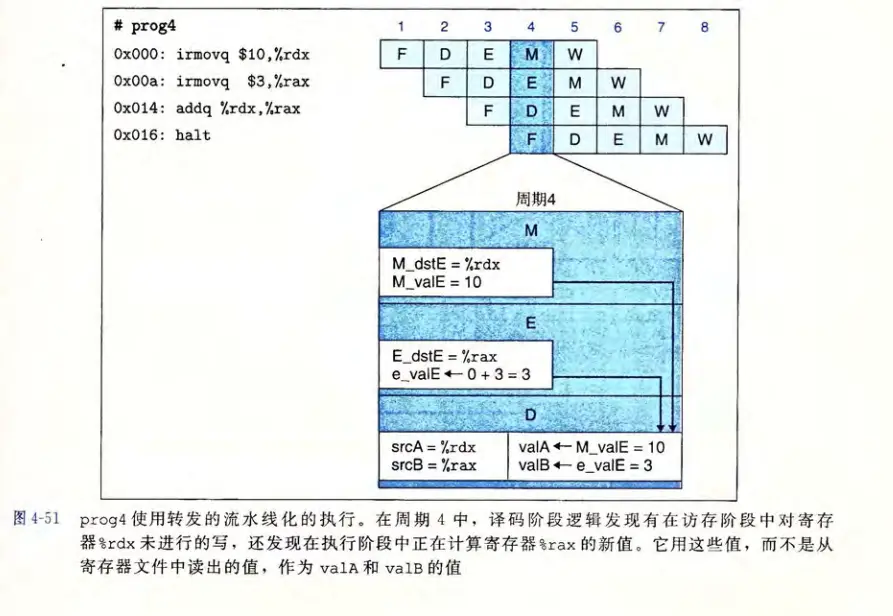 # prog4
1 2 3 4 5 6 7 8
0x000: irmovq $10,%rdx F D E M W
0x00a: irmovq $3,%rax F D E M W
0x014: addq %rdx,%rax F D E M W
0x016: halt F D E M W
周期4
M
M_dstE = %rdx
M_valE = 10
E
E_dstE = %rax
e_valE ← 0 + 3 = 3
D
srcA = %rdx valA ← M_valE = 10
srcB = %rax valB ← e_valE = 3
图 4-51 prog4 使用转发的流水线化的执行。在周期 4 中，译码阶段逻辑发现有在访存阶段中对寄存
器%rdx 未进行的写，还发现在执行阶段中正在计算寄存器%rax 的新值。它用这些值，而不是从
寄存器文件中读出的值，作为 valA 和 valB 的值